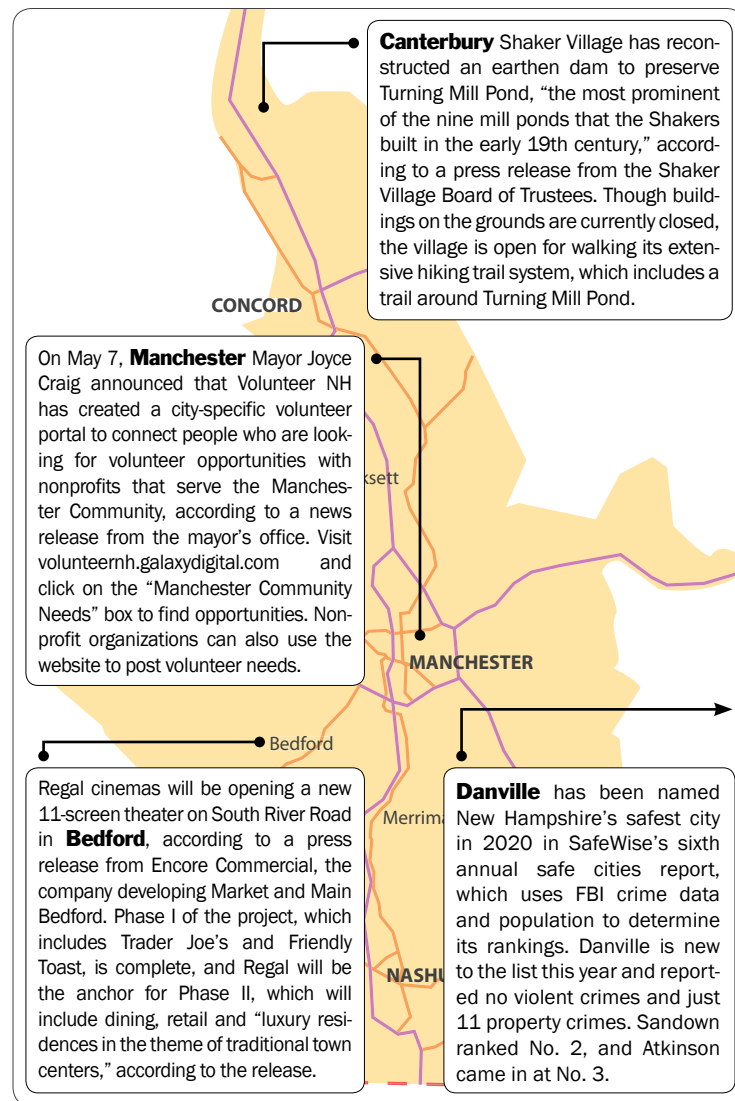 Canterbury Shaker Village has recon-
structed an earthen dam to preserve
Turning Mill Pond, “the most prominent
of the nine mill ponds that the Shakers
built in the early 19th century,” accord-
ing to a press release from the Shaker
Village Board of Trustees. Though build-
ings on the grounds are currently closed,
the village is open for walking its exten-
sive hiking trail system, which includes a
trail around Turning Mill Pond.
CONCORD
On May 7, Manchester Mayor Joyce
Craig announced that Volunteer NH
has created a city-specific volunteer
portal to connect people who are look-
ing for volunteer opportunities with
nonprofits that serve the Manches-
ter Community, according to a news
release from the mayor’s office. Visit
volunteernh.galaxydigital.com and
click on the “Manchester Community
Needs” box to find opportunities. Non-
profit organizations can also use the
website to post volunteer needs.
ksett
MANCHESTER
Bedford
Regal cinemas will be opening a new
11-screen theater on South River Road
in Bedford, according to a press
release from Encore Commercial, the
company developing Market and Main
Bedford. Phase I of the project, which
includes Trader Joe’s and Friendly
Toast, is complete, and Regal will be
the anchor for Phase II, which will
include dining, retail and “luxury resi-
dences in the theme of traditional town
centers,” according to the release.
Merrima
NASHU
Danville has been named
New Hampshire’s safest city
in 2020 in SafeWise’s sixth
annual safe cities report,
which uses FBI crime data
and population to determine
its rankings. Danville is new
to the list this year and report-
ed no violent crimes and just
11 property crimes. Sandown
ranked No. 2, and Atkinson
came in at No. 3.